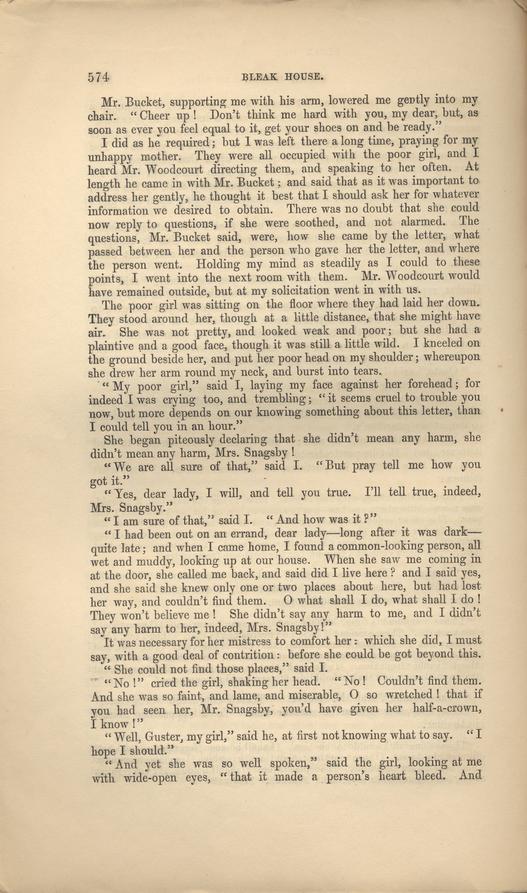 574 BLEAK HOUSE.
Mr. Bucket, supporting me with his arm, lowered me gently into my
chair. “Cheer up! Don’t think me hard with you, my dear, but, as
soon as ever you feel equal to it, get your shoes on and be ready.”
I did as he required; but I was left there a long time, praying for my
unhappy mother. They were all occupied with the poor girl, and I
heard Mr. Woodcourt directing them, and speaking to her often. At
length he came in with Mr. Bucket; and said that as it was important to
address her gently, he thought it best that I should ask her for whatever
information we desired to obtain. There was no doubt that she could
now reply to questions, if she were soothed, and not alarmed. The
questions, Mr. Bucket said, were, how she came by the letter, what
passed between her and the person who gave her the letter, and where
the person went. Holding my mind as steadily as I could to these
points, I went into the next room with them. Mr. Woodcourt would
have remained outside, but at my solicitation went in with us.
The poor girl was sitting on the floor where they had laid her down.
They stood around her, though at a little distance, that she might have
air. She was not pretty, and looked weak and poor; but she had a
plaintive and a good face, though it was still a little wild. I kneeled on
the ground beside her, and put her poor head on my shoulder; whereupon
she drew her arm round my neck, and burst into tears.
“My poor girl,” said I, laying my face against her forehead; for
indeed I was crying too, and trembling; “it seems cruel to trouble you
now, but more depends on our knowing something about this letter, than
I could tell you in an hour.”
She began piteously declaring that she didn’t mean any harm, she
didn’t mean any harm, Mrs. Snagsby!
“We are all sure of that,” said I. “But pray tell me how you
got it.”
“Yes, dear lady, I will, and tell you true. I’ll tell true, indeed,
Mrs. Snagsby.”
“I am sure of that,” said I. “And how was it?”
“I had been out on an errand, dear lady—long after it was dark—
quite late; and when I came home, I found a common-looking person, all
wet and muddy, looking up at our house. When she saw me coming in
at the door, she called me back, and said did I live here? and I said yes,
and she said she knew only one or two places about here, but had lost
her way, and couldn’t find them. O what shall I do, what shall I do!
They won’t believe me! She didn’t say any harm to me, and I didn’t
say any harm to her, indeed, Mrs. Snagsby!”
It was necessary for her mistress to comfort her: which she did, I must
say, with a good deal of contrition: before she could be got beyond this.
“She could not find those places,” said I.
“No!” cried the girl, shaking her head. “No! Couldn’t find them.
And she was so faint, and lame, and miserable, O so wretched! that if
you had seen her, Mr. Snagsby, you’d have given her half-a-crown,
I know!”
“Well, Guster, my girl,” said he, at first not knowing what to say. “I
hope I should.”
“And yet she was so well spoken,” said the girl, looking at me
with wide-open eyes, “that it made a person’s heart bleed. And